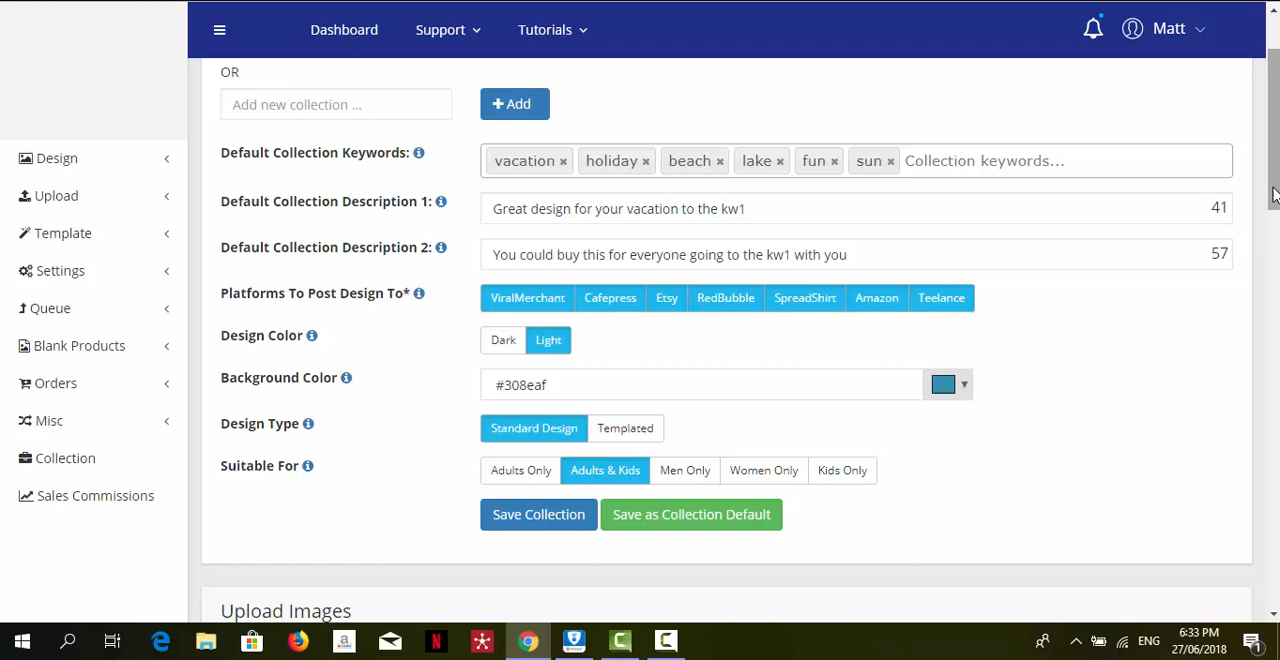 Dashboard Support Tutorials Matt
OR
Add new collection ...
Add
Default Collection Keywords:
vacation × holiday × beach × lake × fun × sun × Collection keywords...
Default Collection Description 1:
Great design for your vacation to the kw1
41
Default Collection Description 2:
You could buy this for everyone going to the kw1 with you
57
Platforms To Post Design To*
ViralMerchant Cafepress Etsy RedBubble SpreadShirt Amazon Teelance
Design Color
Dark Light
Background Color
#308eaf
Design Type
Standard Design Templated
Suitable For
Adults Only Adults & Kids Men Only Women Only Kids Only
Save Collection Save as Collection Default
Upload Images
Design
Upload
Template
Settings
Queue
Blank Products
Orders
Misc
Collection
Sales Commissions
ENG
6:33 PM
27/06/2018
1